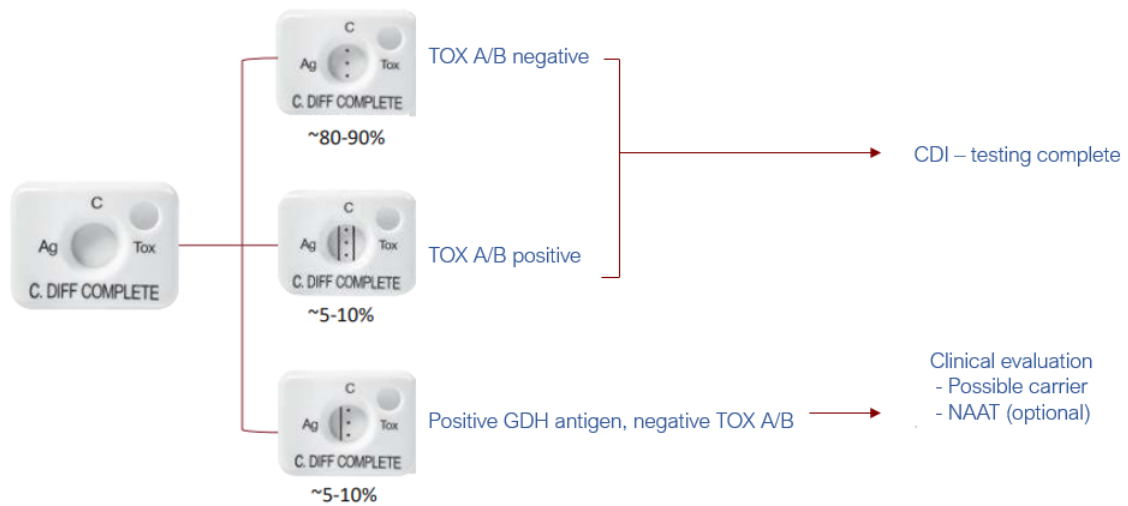 C
Ag Tox
C. DIFF COMPLETE
~80-90%
TOX A/B negative
C
Ag Tox
C. DIFF COMPLETE
CDI – testing complete
C
Ag Tox
C. DIFF COMPLETE
~5-10%
TOX A/B positive
C
Ag Tox
C. DIFF COMPLETE
~5-10%
Positive GDH antigen, negative TOX A/B
Clinical evaluation
- Possible carrier
- NAAT (optional)